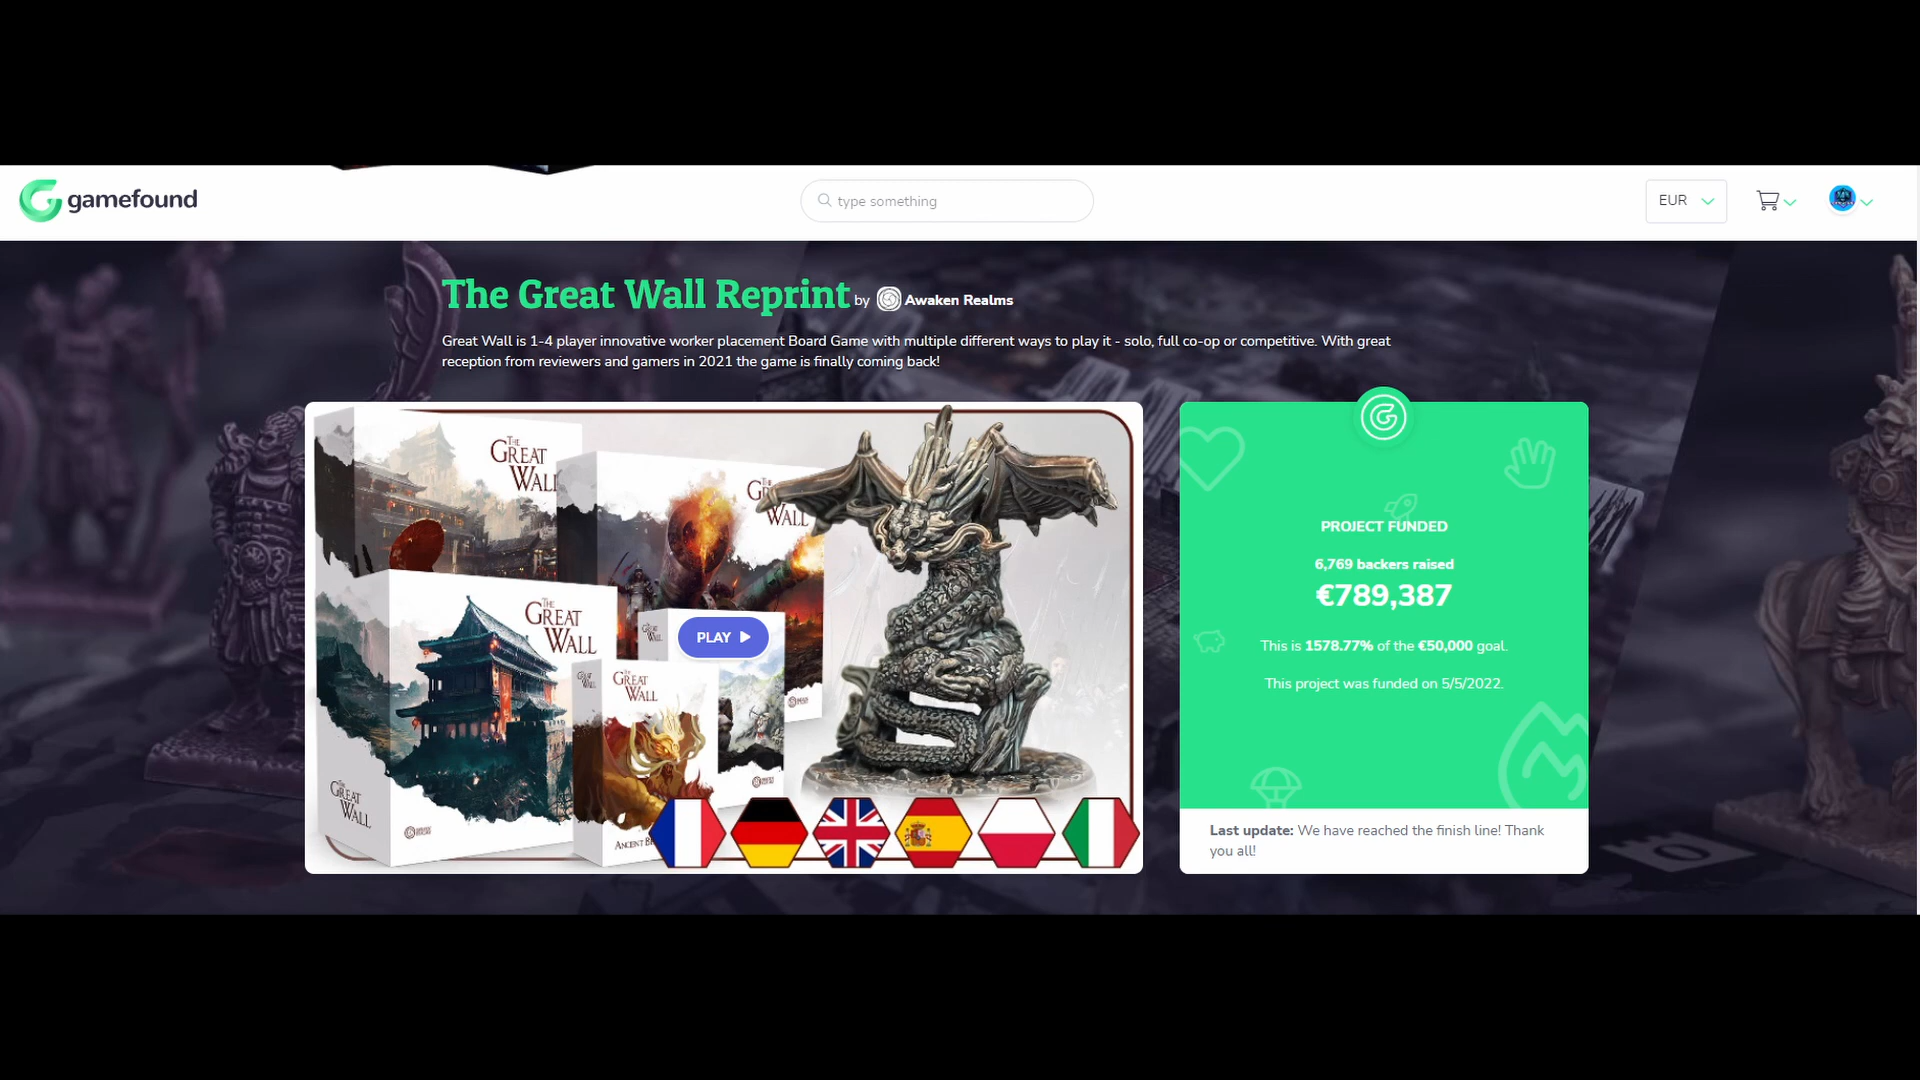 gamefound
type something
EUR
The Great Wall Reprint by Awaken Realms
Great Wall is 1-4 player innovative worker placement Board Game with multiple different ways to play it - solo, full co-op or competitive. With great
reception from reviewers and gamers in 2021 the game is finally coming back!
THE
GREAT
WALL
THE
GREAT
WALL
THE
GREAT
WALL
THE
GREAT
WALL
THE
GREAT
WALL
PLAY
PROJECT FUNDED
6,769 backers raised
€789,387
This is 1578.77% of the €50,000 goal.
This project was funded on 5/5/2022.
Last update: We have reached the finish line! Thank
you all!